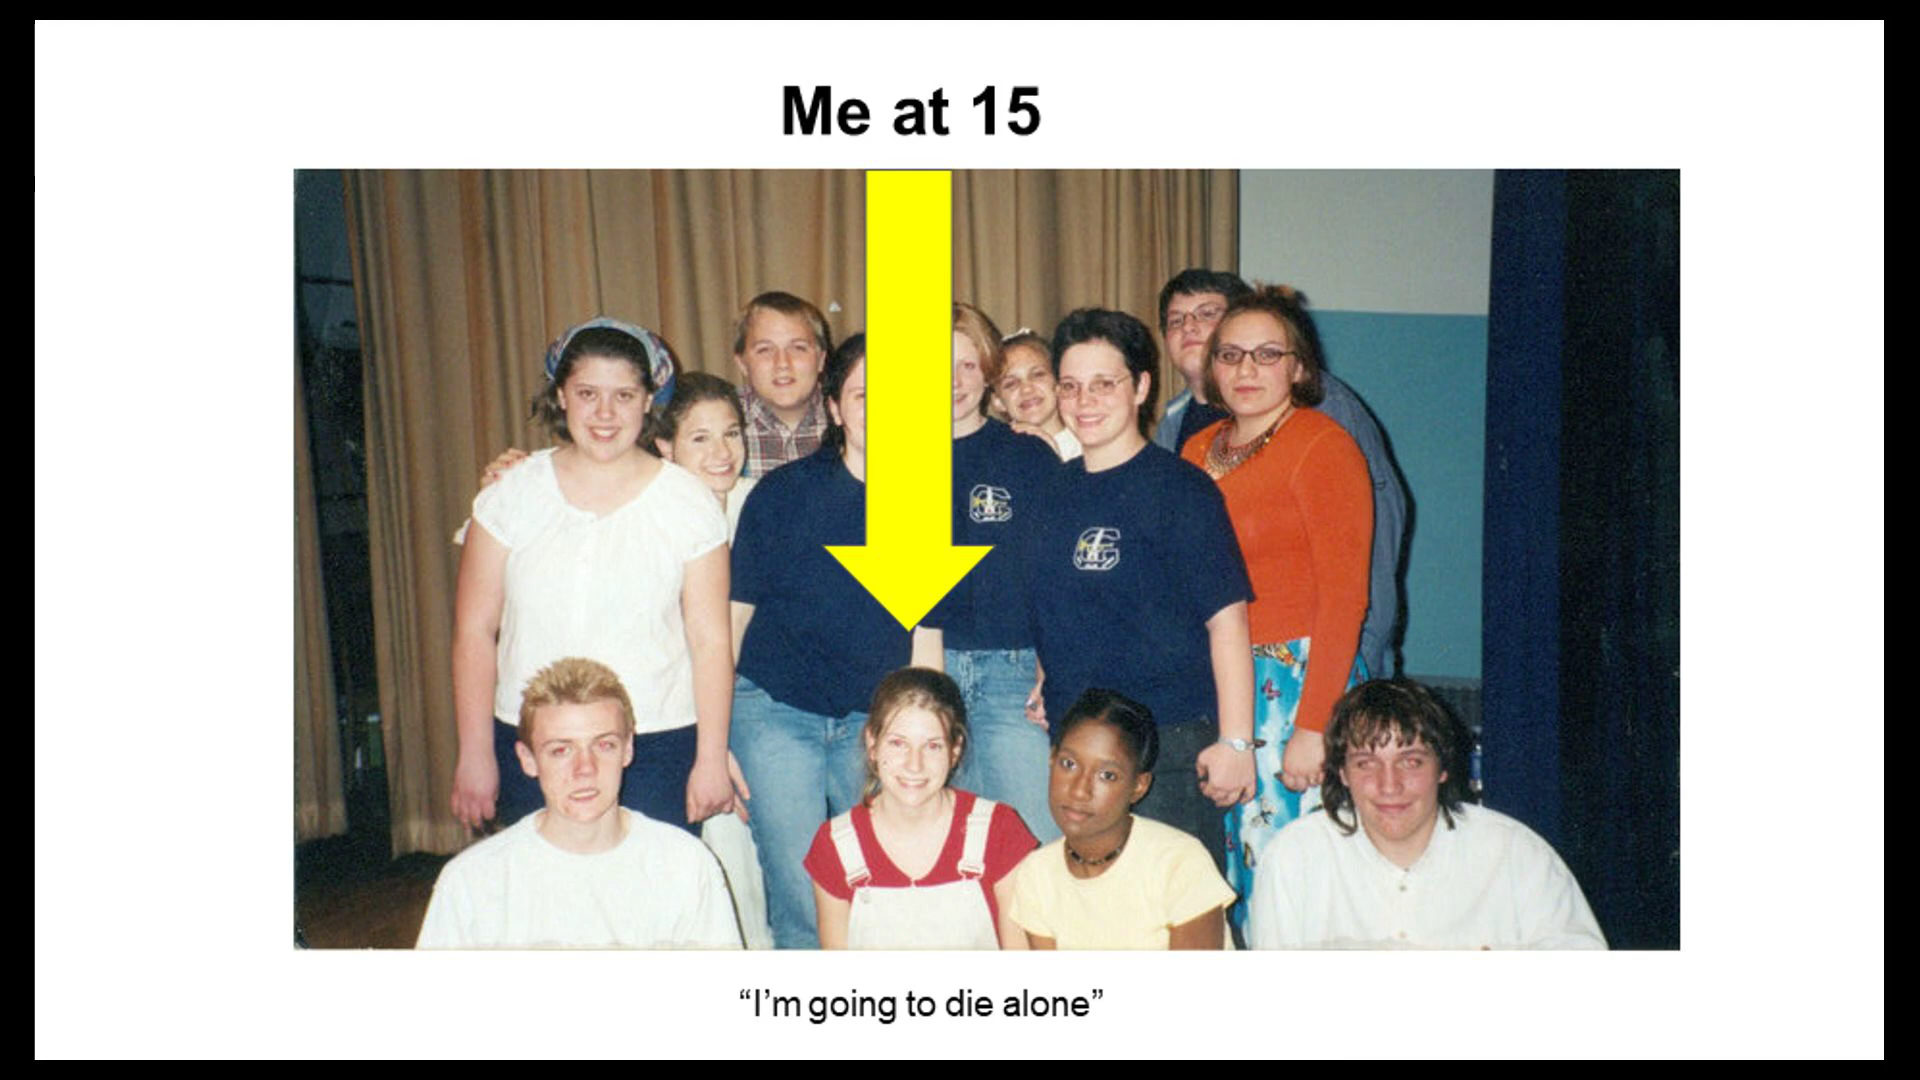 Me at 15
“I’m going to die alone”